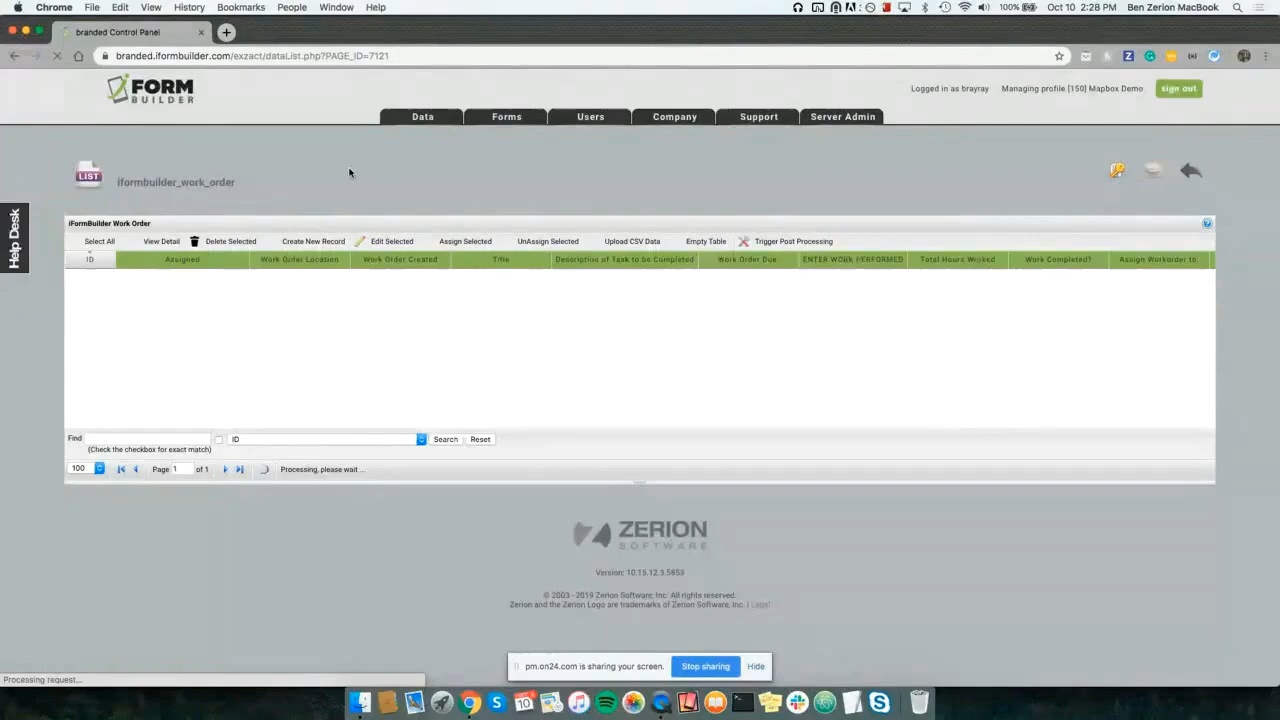 Chrome File Edit View History Bookmarks People Window Help 100% Oct 10 2:28 PM Ben Zerion MacBook
branded Control Panel
branded.iformbuilder.com/exzact/dataList.php?PAGE_ID=7121
FORM
BUILDER
Logged in as brayray Managing profile [150] Mapbox Demo sign out
Data Forms Users Company Support Server Admin
LIST
iformbuilder_work_order
Help Desk
iFormBuilder Work Order
Select All View Detail Delete Selected Create New Record Edit Selected Assign Selected UnAssign Selected Upload CSV Data Empty Table Trigger Post Processing
ID Assigned Work Order Location Work Order Created Title Description of Task to be Completed Work Order Due ENTER WORK PERFORMED Total Hours Worked Work Completed? Assign Workorder to:
Find ID Search Reset
(Check the checkbox for exact match)
100 Page 1 of 1 Processing, please wait ...
ZERION
SOFTWARE
Version: 10.15.12.3.5853
© 2003 - 2019 Zerion Software, Inc. All rights reserved.
Zerion and the Zerion Logo are trademarks of Zerion Software, Inc. | Legal
pm.on24.com is sharing your screen. Stop sharing Hide
Processing request...